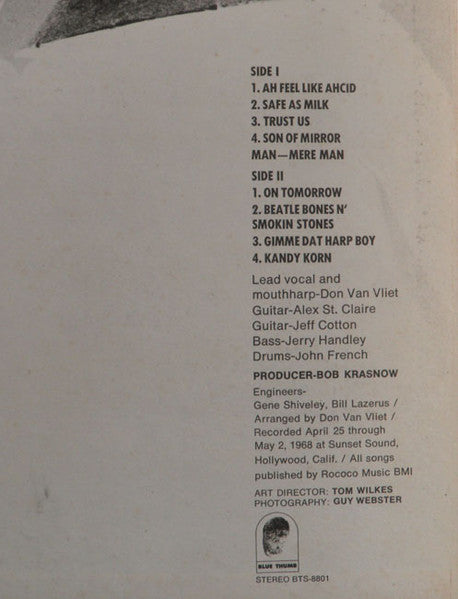 SIDE I
1. AH FEEL LIKE AHCID
2. SAFE AS MILK
3. TRUST US
4. SON OF MIRROR
MAN—MERE MAN
SIDE II
1. ON TOMORROW
2. BEATLE BONES N'
SMOKIN STONES
3. GIMME DAT HARP BOY
4. KANDY KORN
Lead vocal and
mouthharp-Don Van Vliet
Guitar-Alex St. Claire
Guitar-Jeff Cotton
Bass-Jerry Handley
Drums-John French
PRODUCER-BOB KRASNOW
Engineers-
Gene Shiveley, Bill Lazerus /
Arranged by Don Van Vliet /
Recorded April 25 through
May 2, 1968 at Sunset Sound,
Hollywood, Calif. / All songs
published by Rococo Music BMI
ART DIRECTOR: TOM WILKES
PHOTOGRAPHY: GUY WEBSTER
BLUE THUMB
STEREO BTS-8801